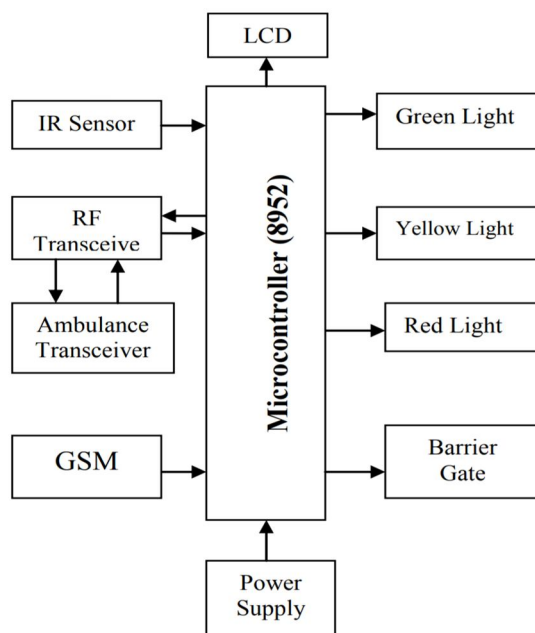 LCD
IR Sensor
Green Light
RF
Transceive
Yellow Light
Microcontroller (8952)
Ambulance
Transceiver
Red Light
GSM
Barrier
Gate
Power
Supply